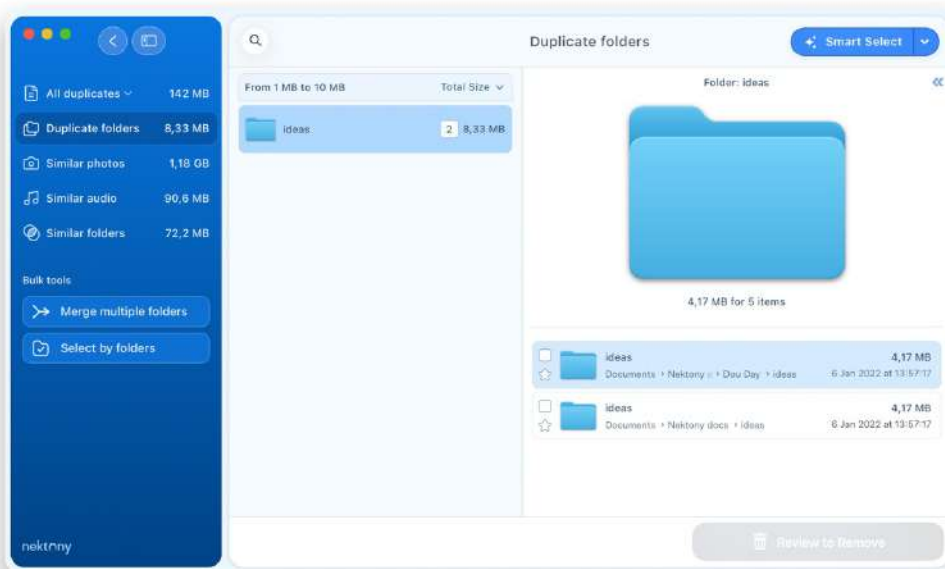 Duplicate folders
Smart Select
All duplicates 142 MB
Duplicate folders 8,33 MB
Similar photos 1,18 GB
Similar audio 90,6 MB
Similar folders 72,2 MB
Bulk tools
Merge multiple folders
Select by folders
nektony
From 1 MB to 10 MB Total Size
ideas 2 8,33 MB
Folder: ideas
4,17 MB for 5 items
ideas 4,17 MB
Documents › Nektony › Dou Day › ideas 6 Jan 2022 at 13:57:17
ideas 4,17 MB
Documents › Nektony docs › ideas 6 Jan 2022 at 13:57:17
Review to Remove